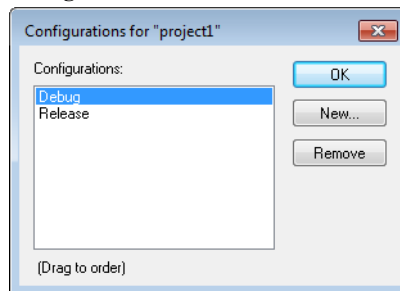 Configurations for "project1"
Configurations:
Debug
Release
OK
New...
Remove
(Drag to order)